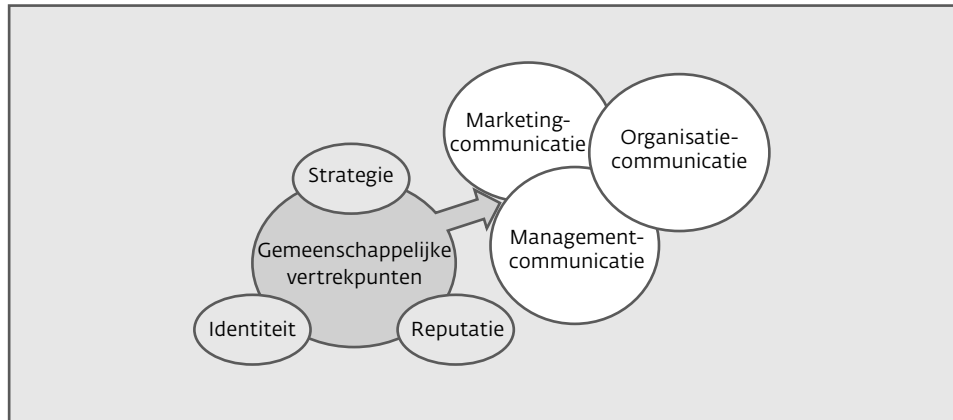 Marketing-
communicatie
Organisatie-
communicatie
Strategie
Gemeenschappelijke
vertrekpunten
Management-
communicatie
Identiteit
Reputatie